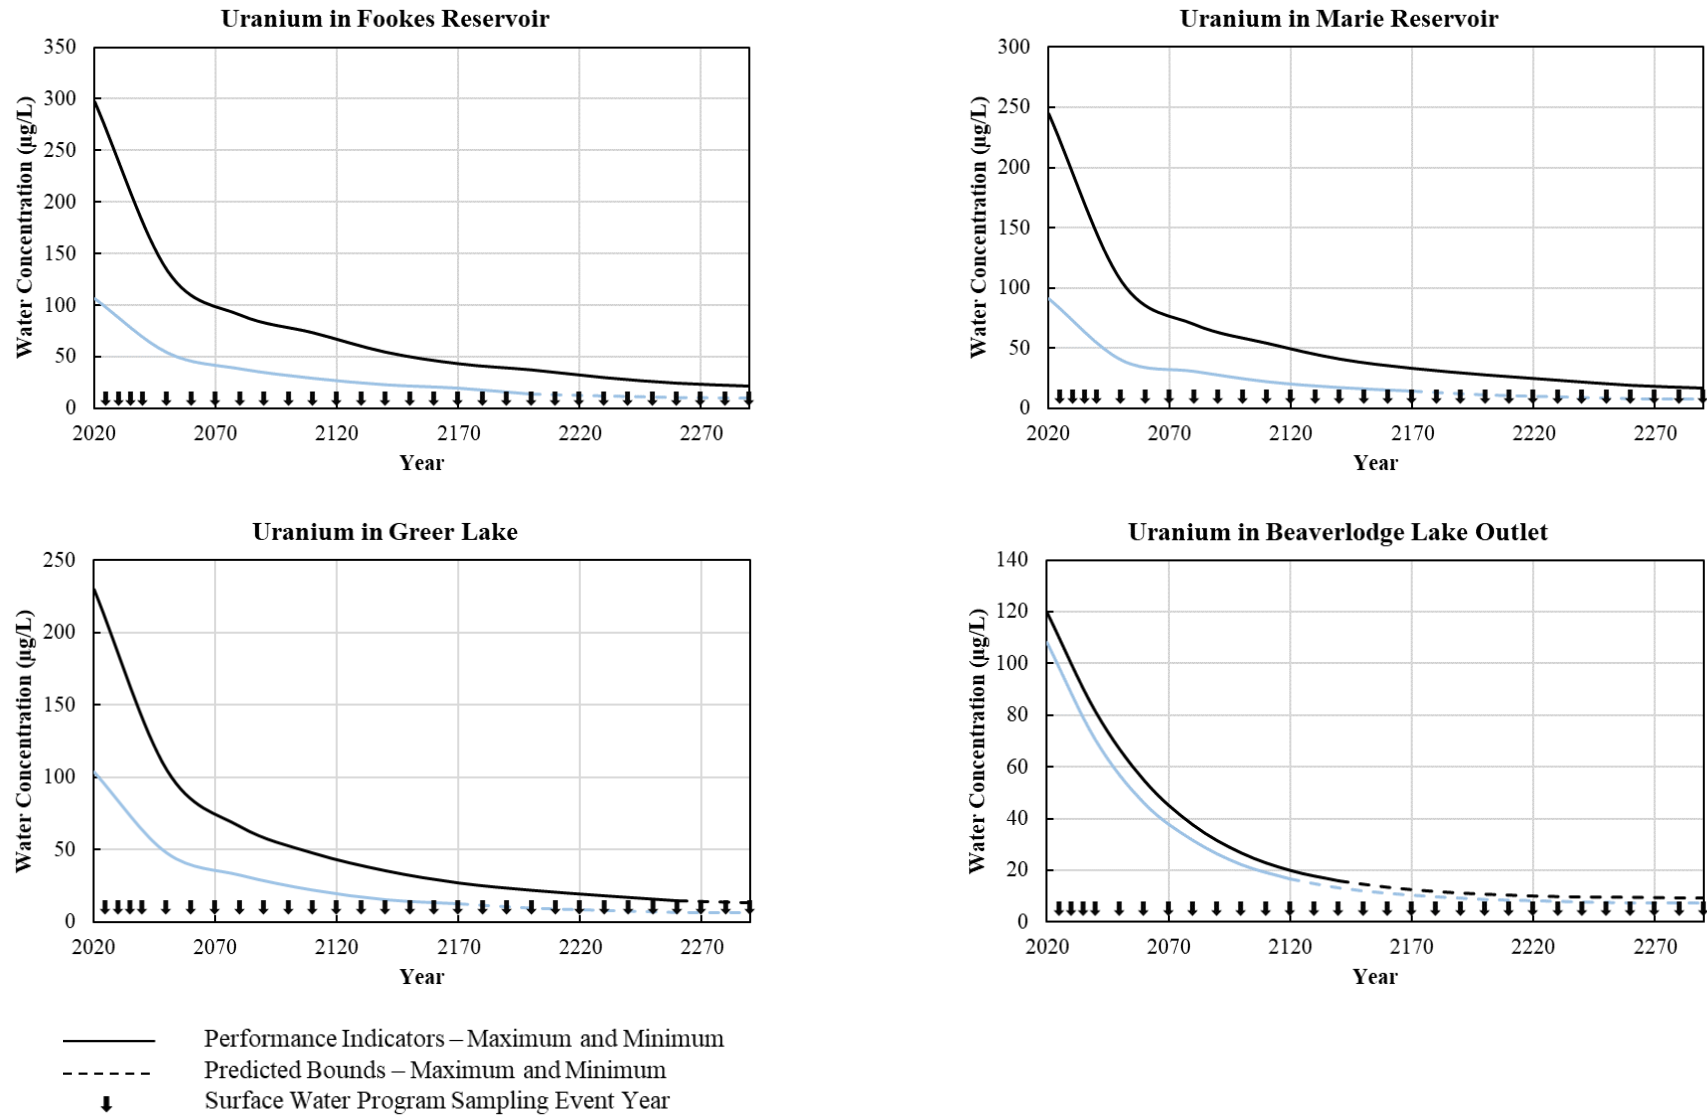 Uranium in Fookes Reservoir
Water Concentration (µg/L)
350
300
250
200
150
100
50
0
2020 2070 2120 2170 2220 2270
Year
Uranium in Marie Reservoir
Water Concentration (µg/L)
300
250
200
150
100
50
0
2020 2070 2120 2170 2220 2270
Year
Uranium in Greer Lake
Water Concentration (µg/L)
250
200
150
100
50
0
2020 2070 2120 2170 2220 2270
Year
Uranium in Beaverlodge Lake Outlet
Water Concentration (µg/L)
140
120
100
80
60
40
20
0
2020 2070 2120 2170 2220 2270
Year
Performance Indicators – Maximum and Minimum
Predicted Bounds – Maximum and Minimum
Surface Water Program Sampling Event Year